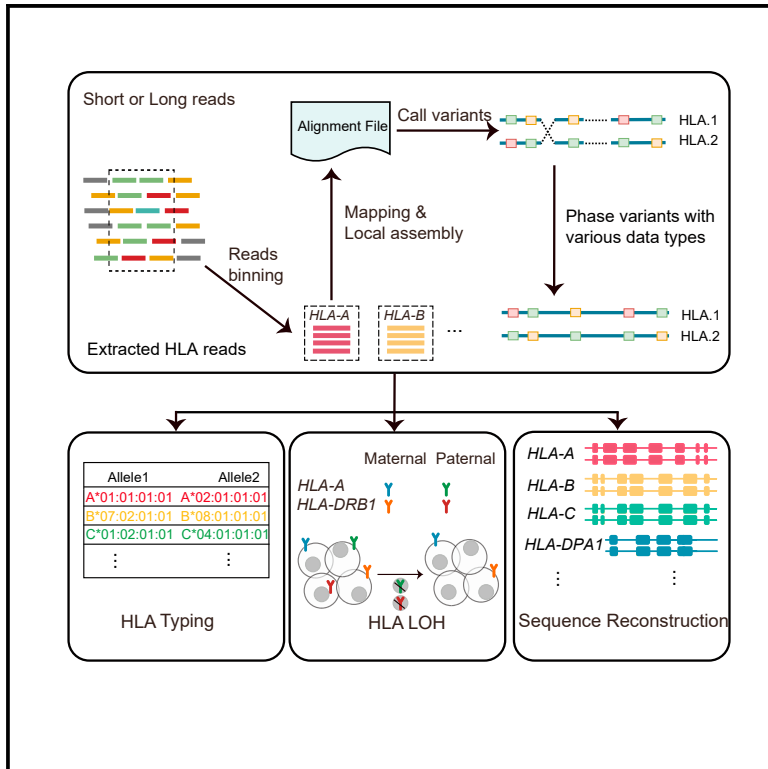 Short or Long reads
Alignment File
Call variants
HLA.1
HLA.2
Mapping &
Local assembly
Phase variants with
various data types
Reads
binning
HLA-A
HLA-B
...
HLA.1
HLA.2
Extracted HLA reads
Allele1 Allele2
A*01:01:01:01 A*02:01:01:01
B*07:02:01:01 B*08:01:01:01
C*01:02:01:01 C*04:01:01:01
⋮ ⋮
HLA Typing
Maternal Paternal
HLA-A
HLA-DRB1
HLA LOH
HLA-A
HLA-B
HLA-C
HLA-DPA1
⋮ ⋮
Sequence Reconstruction